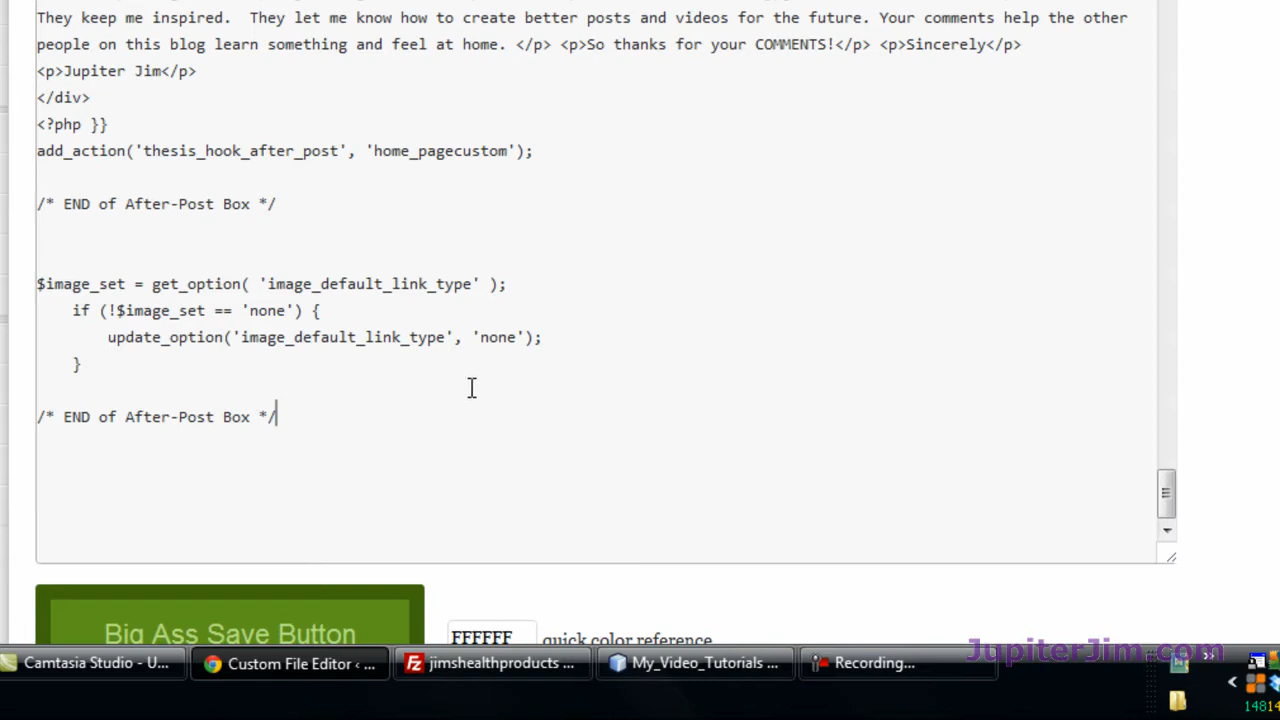 They keep me inspired.  They let me know how to create better posts and videos for the future. Your comments help the other
people on this blog learn something and feel at home. </p> <p>So thanks for your COMMENTS!</p> <p>Sincerely</p>
<p>Jupiter Jim</p>
</div>
<?php }}
add_action('thesis_hook_after_post', 'home_pagecustom');
/* END of After-Post Box */
$image_set = get_option( 'image_default_link_type' );
if (!$image_set == 'none') {
update_option('image_default_link_type', 'none');
}
/* END of After-Post Box */
Big Ass Save Button
FFFFFF quick color reference
JupiterJim.com
Camtasia Studio - U... Custom File Editor ‹ ... jimshealthproducts ... My_Video_Tutorials ... Recording...